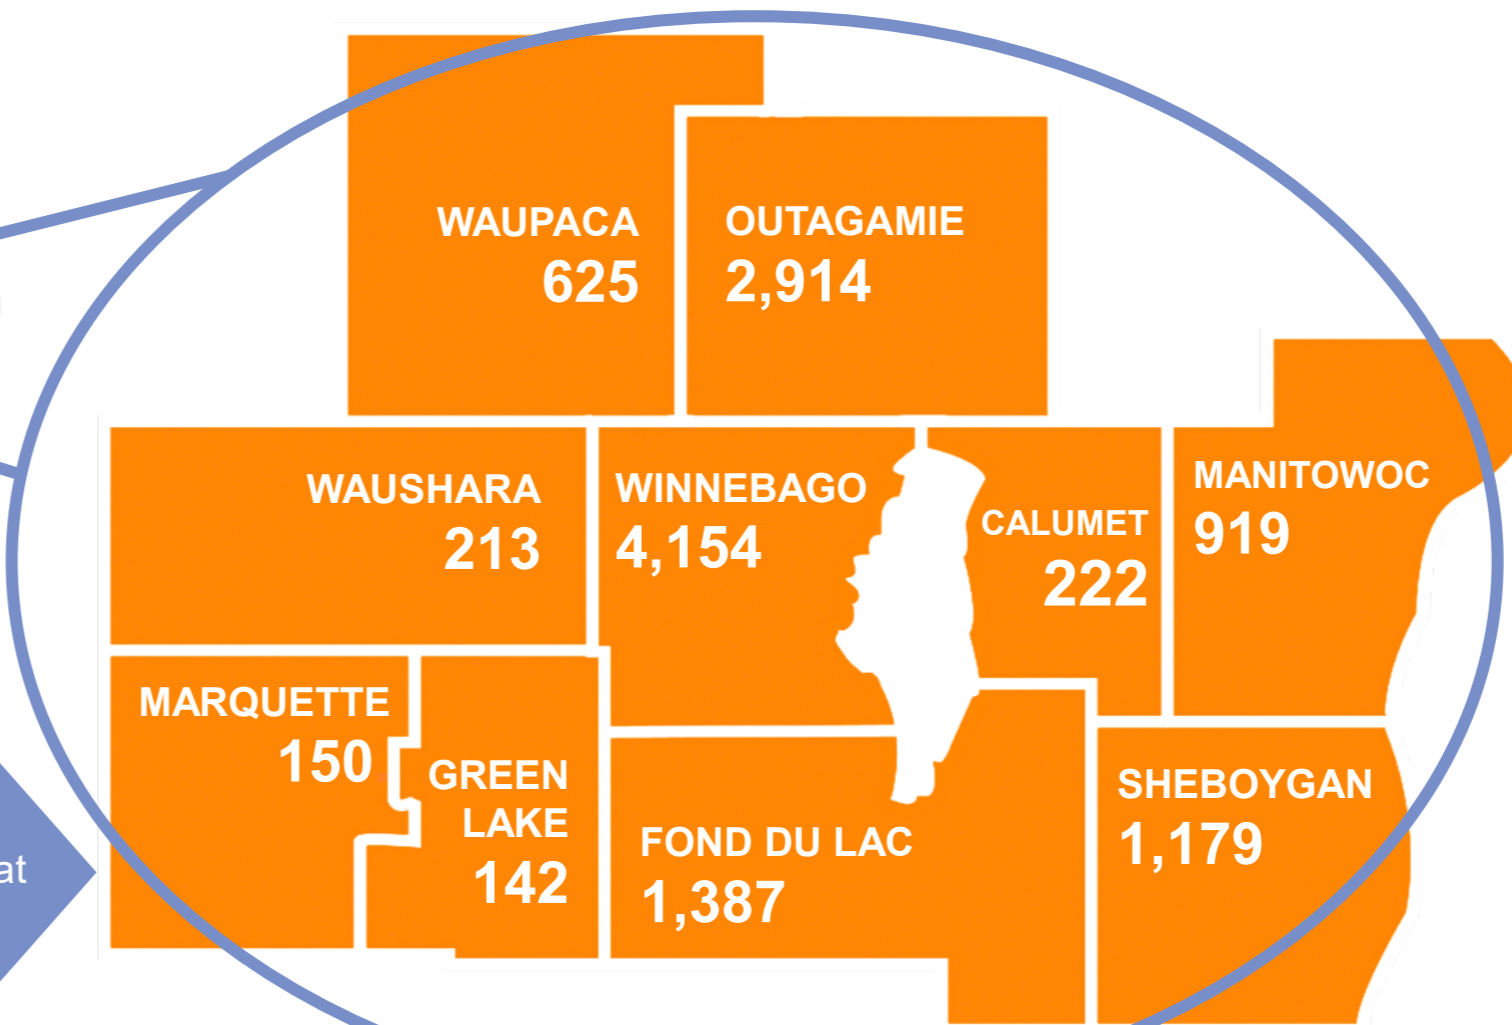 WAUPACA
625
OUTAGAMIE
2,914
WAUSHARA
213
WINNEBAGO
4,154
CALUMET
222
MANITOWOC
919
MARQUETTE
150
GREEN
LAKE
142
FOND DU LAC
1,387
SHEBOYGAN
1,179
at